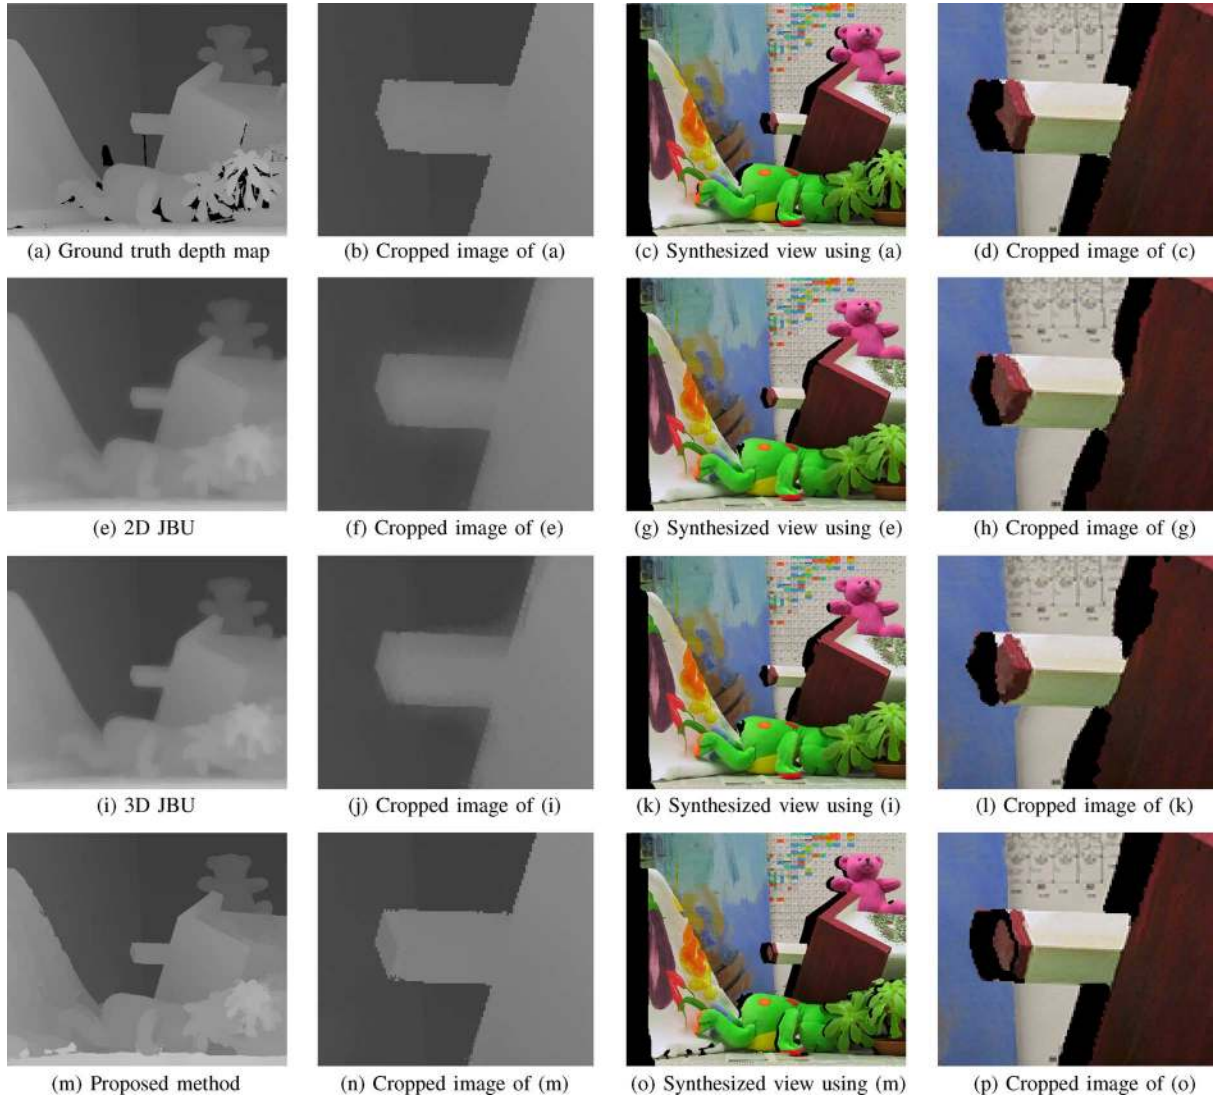 (a) Ground truth depth map
(b) Cropped image of (a)
(c) Synthesized view using (a)
(d) Cropped image of (c)
(e) 2D JBU
(f) Cropped image of (e)
(g) Synthesized view using (e)
(h) Cropped image of (g)
(i) 3D JBU
(j) Cropped image of (i)
(k) Synthesized view using (i)
(l) Cropped image of (k)
(m) Proposed method
(n) Cropped image of (m)
(o) Synthesized view using (m)
(p) Cropped image of (o)